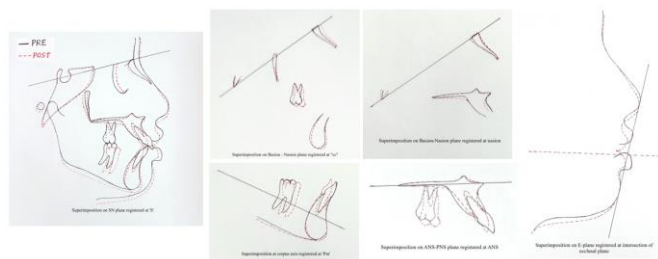 PRE
POST
Superimposition on SN plane registered at 'S'
Superimposition on Basion - Nasion plane registered at "cc"
Superimposition on Basion-Nasion plane registered at nasion
Superimposition at corpus axis registered at 'Pm'
Superimposition on ANS-PNS plane registered at ANS
Superimposition on E-plane registered at intersection of
occlusal plane